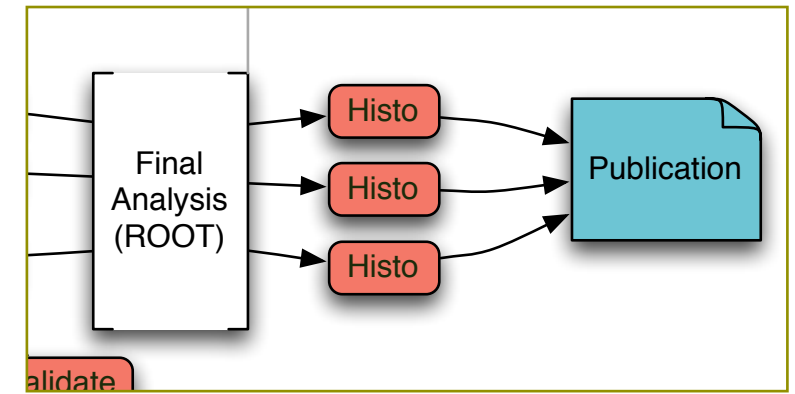 Final
Analysis
(ROOT)
Histo
Histo
Histo
Publication
alidate